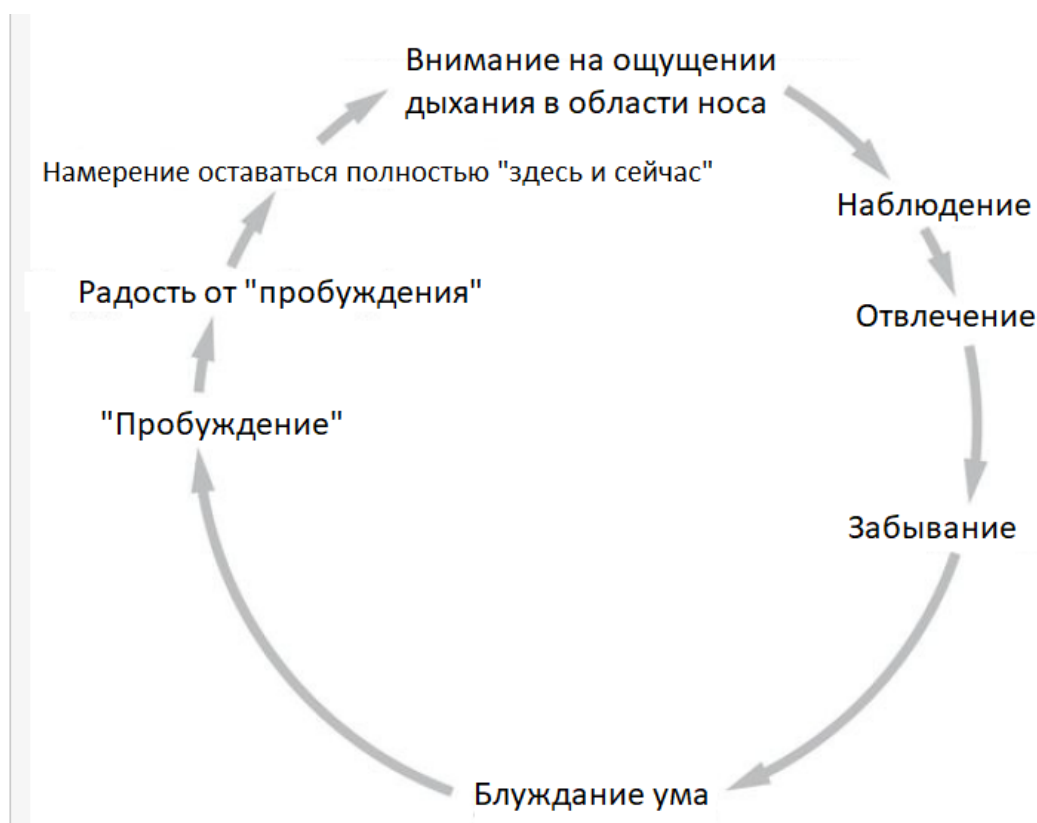 Внимание на ощущении
дыхания в области носа
Наблюдение
Отвлечение
Забывание
Блуждание ума
"Пробуждение"
Радость от "пробуждения"
Намерение оставаться полностью "здесь и сейчас"